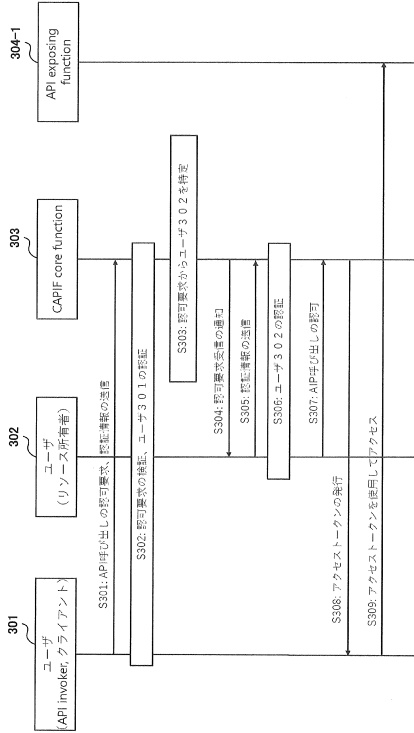 301
ユーザ
(API invoker, クライアント)
302
ユーザ
(リソース所有者)
303
CAPIF core function
304-1
API exposing
function
S301: API呼び出しの認可要求、認証情報の送信
S302: 認可要求の検証、ユーザ３０１の認証
S303: 認可要求からユーザ３０２を特定
S304: 認可要求受信の通知
S305: 認証情報の送信
S306: ユーザ３０２の認証
S307: AIP呼び出しの認可
S308: アクセストークンの発行
S309: アクセストークンを使用してアクセス